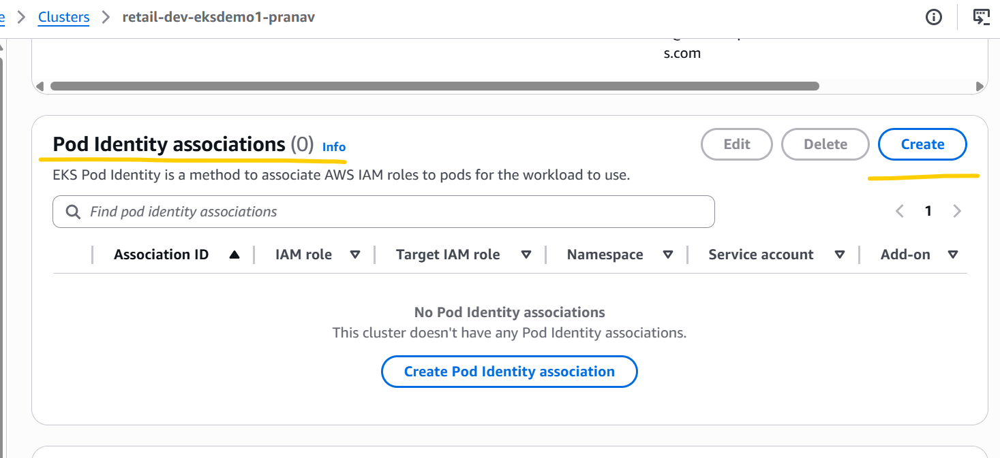 Clusters retail-dev-eksdemo1-pranav
s.com
Pod Identity associations (0) Info
Edit Delete Create
EKS Pod Identity is a method to associate AWS IAM roles to pods for the workload to use.
Find pod identity associations
1
Association ID IAM role Target IAM role Namespace Service account Add-on
No Pod Identity associations
This cluster doesn't have any Pod Identity associations.
Create Pod Identity association